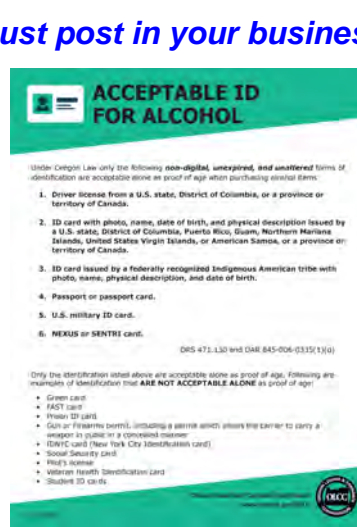 ust post in your busines
ACCEPTABLE ID
FOR ALCOHOL
Under Oregon Law only the following non-digital, unexpired, and unaltered forms of
identification are acceptable alone as proof of age when purchasing alcohol items
1. Driver license from a U.S. state, District of Columbia, or a province or
territory of Canada.
2. ID card with photo, name, date of birth, and physical description issued by
a U.S. state, District of Columbia, Puerto Rico, Guam, Northern Mariana
Islands, United States Virgin Islands, or American Samoa, or a province or
territory of Canada.
3. ID card issued by a federally recognized Indigenous American tribe with
photo, name, physical description, and date of birth.
4. Passport or passport card.
5. U.S. military ID card.
6. NEXUS or SENTRI card.
ORS 471.130 and OAR 845-006-0335(1)(a)
Only the identification listed above are acceptable alone as proof of age. Following are
examples of identification that ARE NOT ACCEPTABLE ALONE as proof of age:
• Green card
• FAST card
• Prison ID card
• Gun or Firearms permit, including a permit which allows the carrier to carry a
weapon in public in a concealed manner
• IDNYC card (New York City Identification card)
• Social Security card
• Pilot's license
• Veteran Health Identification card
• Student ID cards
OLCC